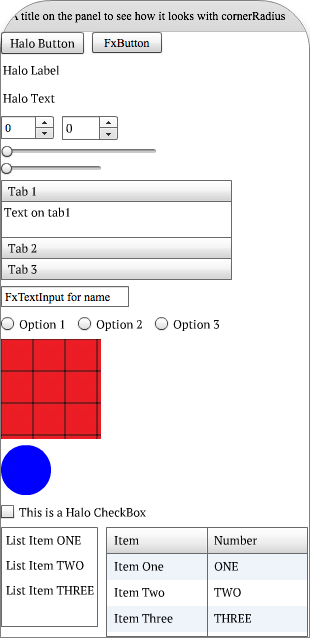 A title on the panel to see how it looks with cornerRadius
Halo Button FxButton
Halo Label
Halo Text
0 0
Tab 1
Text on tab1
Tab 2
Tab 3
FxTextInput for name
Option 1 Option 2 Option 3
This is a Halo CheckBox
List Item ONE
List Item TWO
List Item THREE
Item Number
Item One ONE
Item Two TWO
Item Three THREE